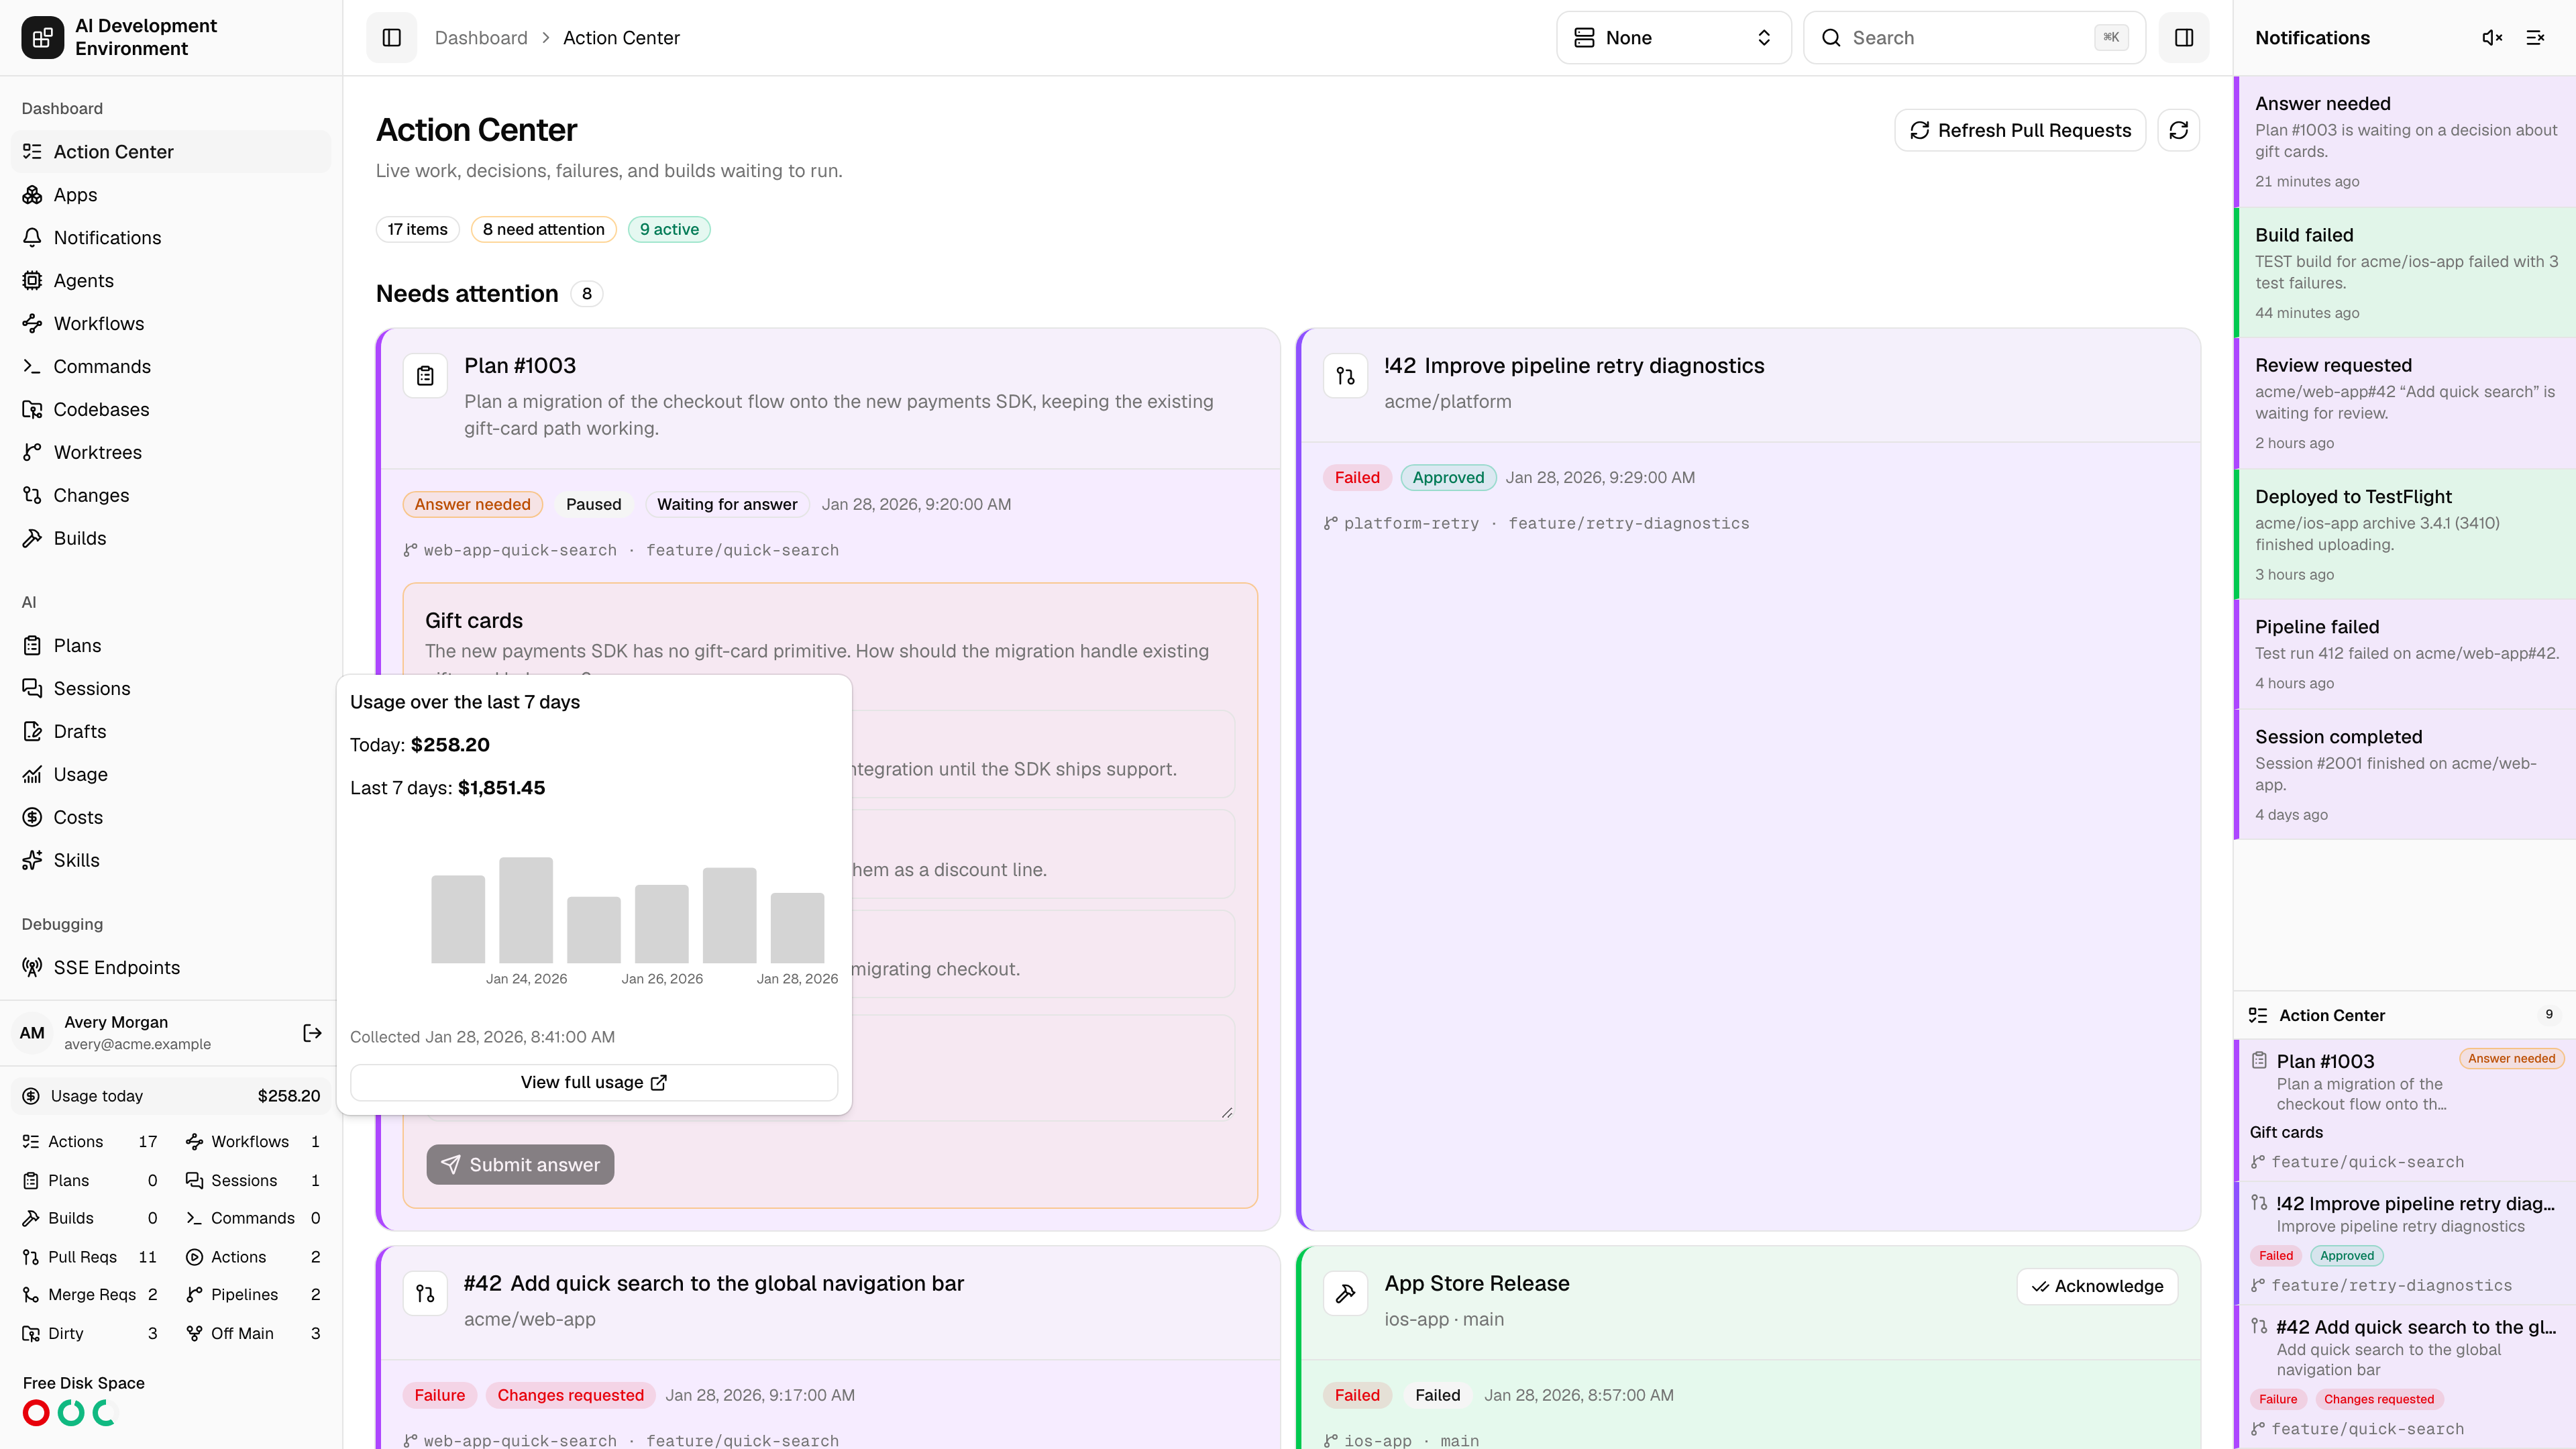 AI Development
Environment
Dashboard
Action Center
Apps
Notifications
Agents
Workflows
Commands
Codebases
Worktrees
Changes
Builds
AI
Plans
Sessions
Drafts
Usage
Costs
Skills
Debugging
SSE Endpoints
AM
Avery Morgan
avery@acme.example
Usage today $258.20
Actions 17 Workflows 1
Plans 0 Sessions 1
Builds 0 Commands 0
Pull Reqs 11 Actions 2
Merge Reqs 2 Pipelines 2
Dirty 3 Off Main 3
Free Disk Space
Dashboard > Action Center
None
Search ⌘K
Action Center
Live work, decisions, failures, and builds waiting to run.
Refresh Pull Requests
17 items 8 need attention 9 active
Needs attention 8
Plan #1003
Plan a migration of the checkout flow onto the new payments SDK, keeping the existing
gift-card path working.
Answer needed Paused Waiting for answer Jan 28, 2026, 9:20:00 AM
web-app-quick-search · feature/quick-search
Gift cards
The new payments SDK has no gift-card primitive. How should the migration handle existing
ntegration until the SDK ships support.
hem as a discount line.
migrating checkout.
Submit answer
Usage over the last 7 days
Today: $258.20
Last 7 days: $1,851.45
Jan 24, 2026 Jan 26, 2026 Jan 28, 2026
Collected Jan 28, 2026, 8:41:00 AM
View full usage
!42 Improve pipeline retry diagnostics
acme/platform
Failed Approved Jan 28, 2026, 9:29:00 AM
platform-retry · feature/retry-diagnostics
#42 Add quick search to the global navigation bar
acme/web-app
Failure Changes requested Jan 28, 2026, 9:17:00 AM
web-app-quick-search · feature/quick-search
App Store Release
ios-app · main
Acknowledge
Failed Failed Jan 28, 2026, 8:57:00 AM
ios-app · main
Notifications
Answer needed
Plan #1003 is waiting on a decision about
gift cards.
21 minutes ago
Build failed
TEST build for acme/ios-app failed with 3
test failures.
44 minutes ago
Review requested
acme/web-app#42 “Add quick search” is
waiting for review.
2 hours ago
Deployed to TestFlight
acme/ios-app archive 3.4.1 (3410)
finished uploading.
3 hours ago
Pipeline failed
Test run 412 failed on acme/web-app#42.
4 hours ago
Session completed
Session #2001 finished on acme/web-
app.
4 days ago
Action Center 9
Plan #1003 Answer needed
Plan a migration of the
checkout flow onto th…
Gift cards
feature/quick-search
!42 Improve pipeline retry diag…
Improve pipeline retry diagnostics
Failed Approved
feature/retry-diagnostics
#42 Add quick search to the gl…
Add quick search to the global
navigation bar
Failure Changes requested
feature/quick-search